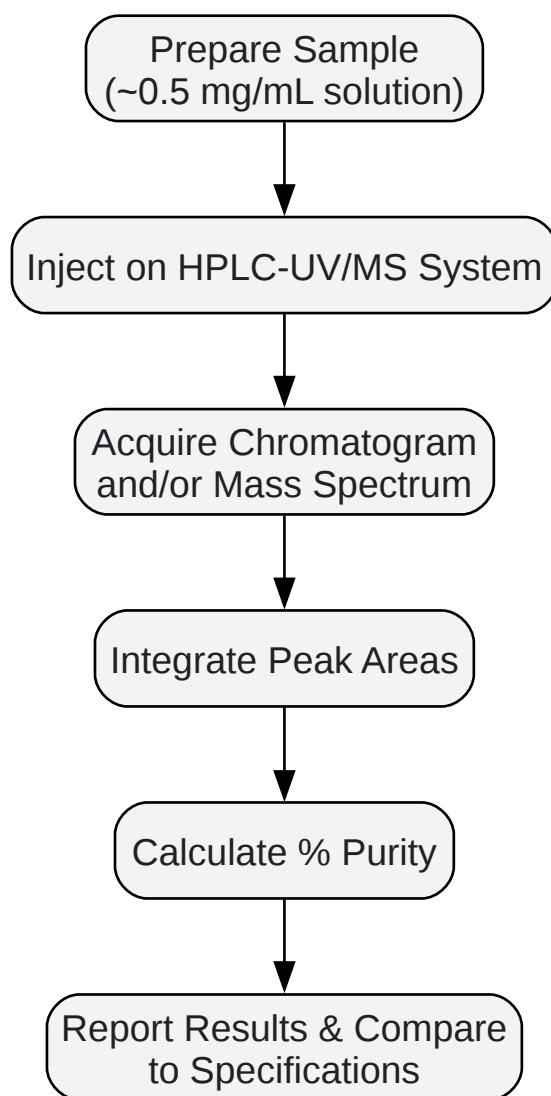 Prepare Sample
(~0.5 mg/mL solution)
Inject on HPLC-UV/MS System
Acquire Chromatogram
and/or Mass Spectrum
Integrate Peak Areas
Calculate % Purity
Report Results & Compare
to Specifications